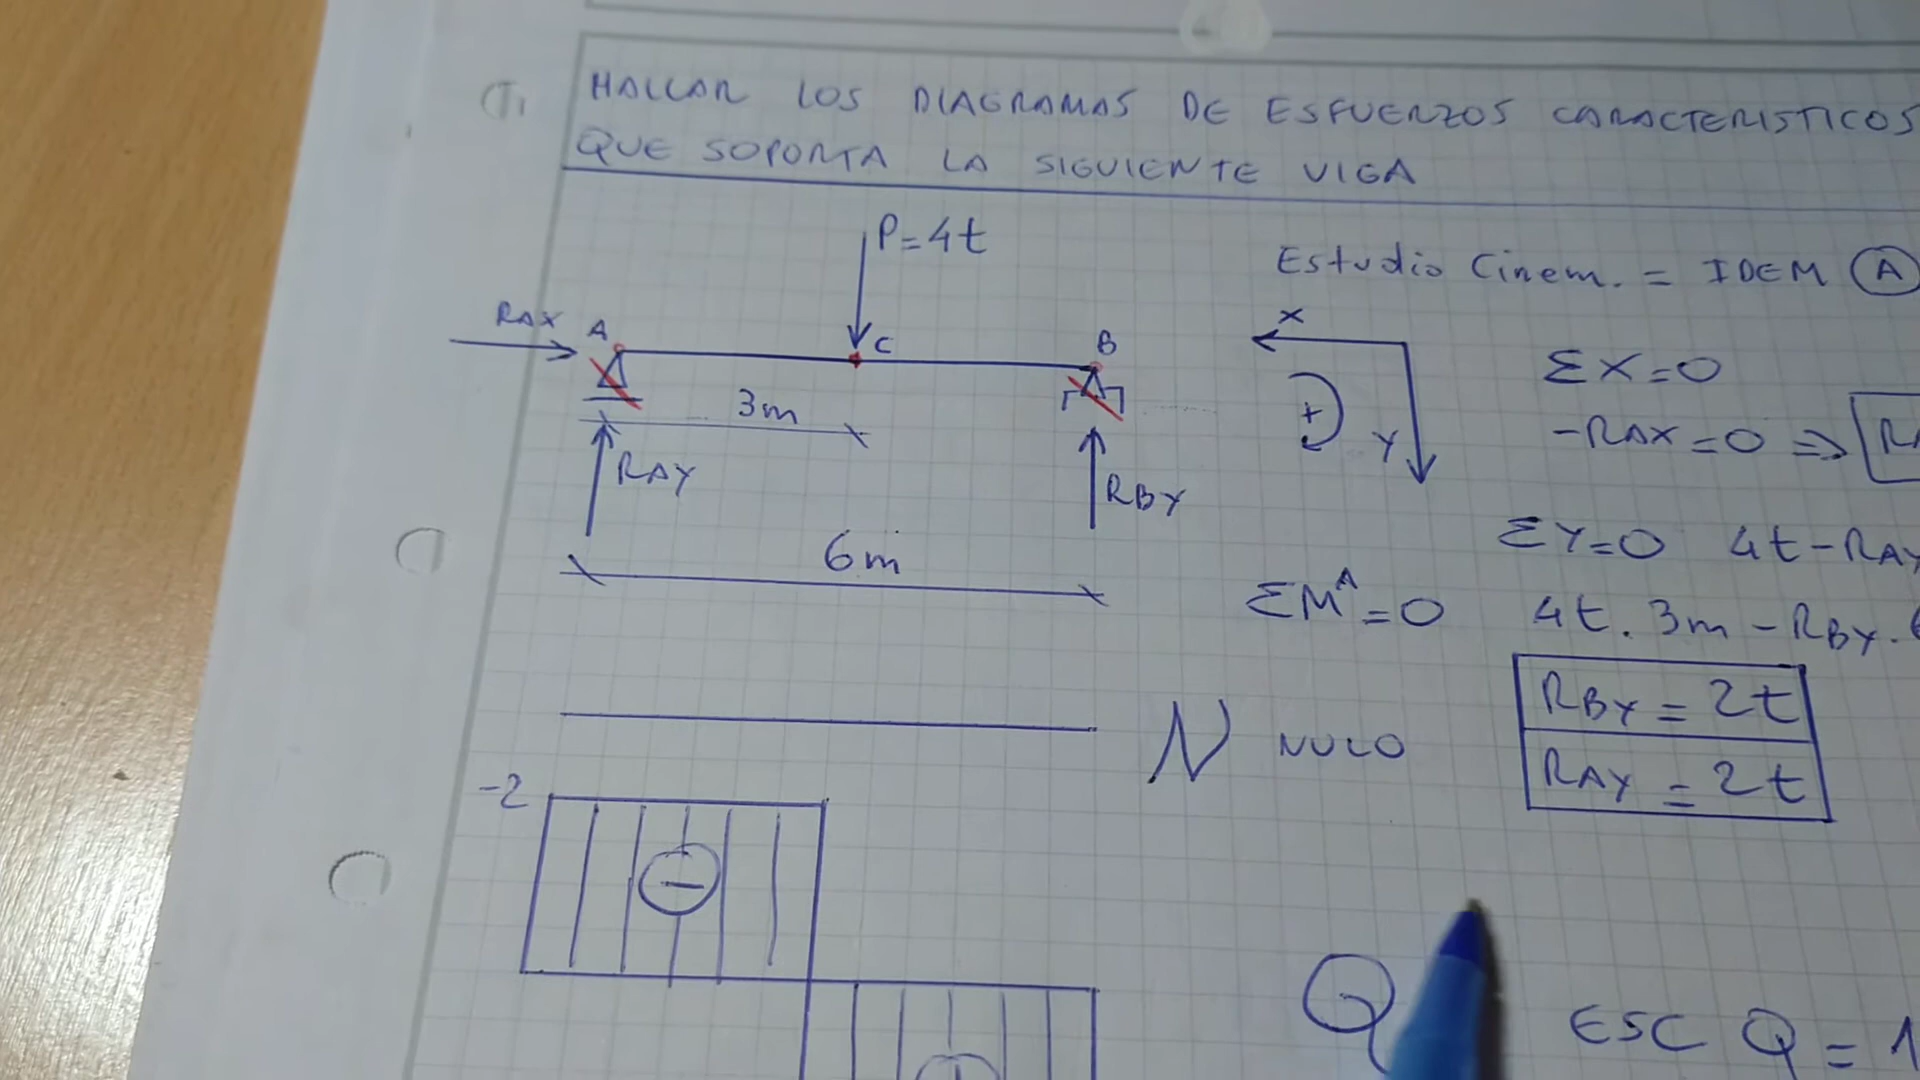 HALLAR LOS DIAGRAMAS DE ESFUERZOS CARACTERISTICOS
QUE SOPORTA LA SIGUIENTE VIGA
P=4t
Estudio Cinem. = IDEM A
RAX A C B
X
+
Y
ΣX=0
-RAX=0 ⇒
3m
RAY
RBY
ΣY=0 4t-RAY
6m
ΣMᴬ=0 4t. 3m-RBY.6
RBY=2t
RAY=2t
N NULO
-2
-
Q ESC Q=1